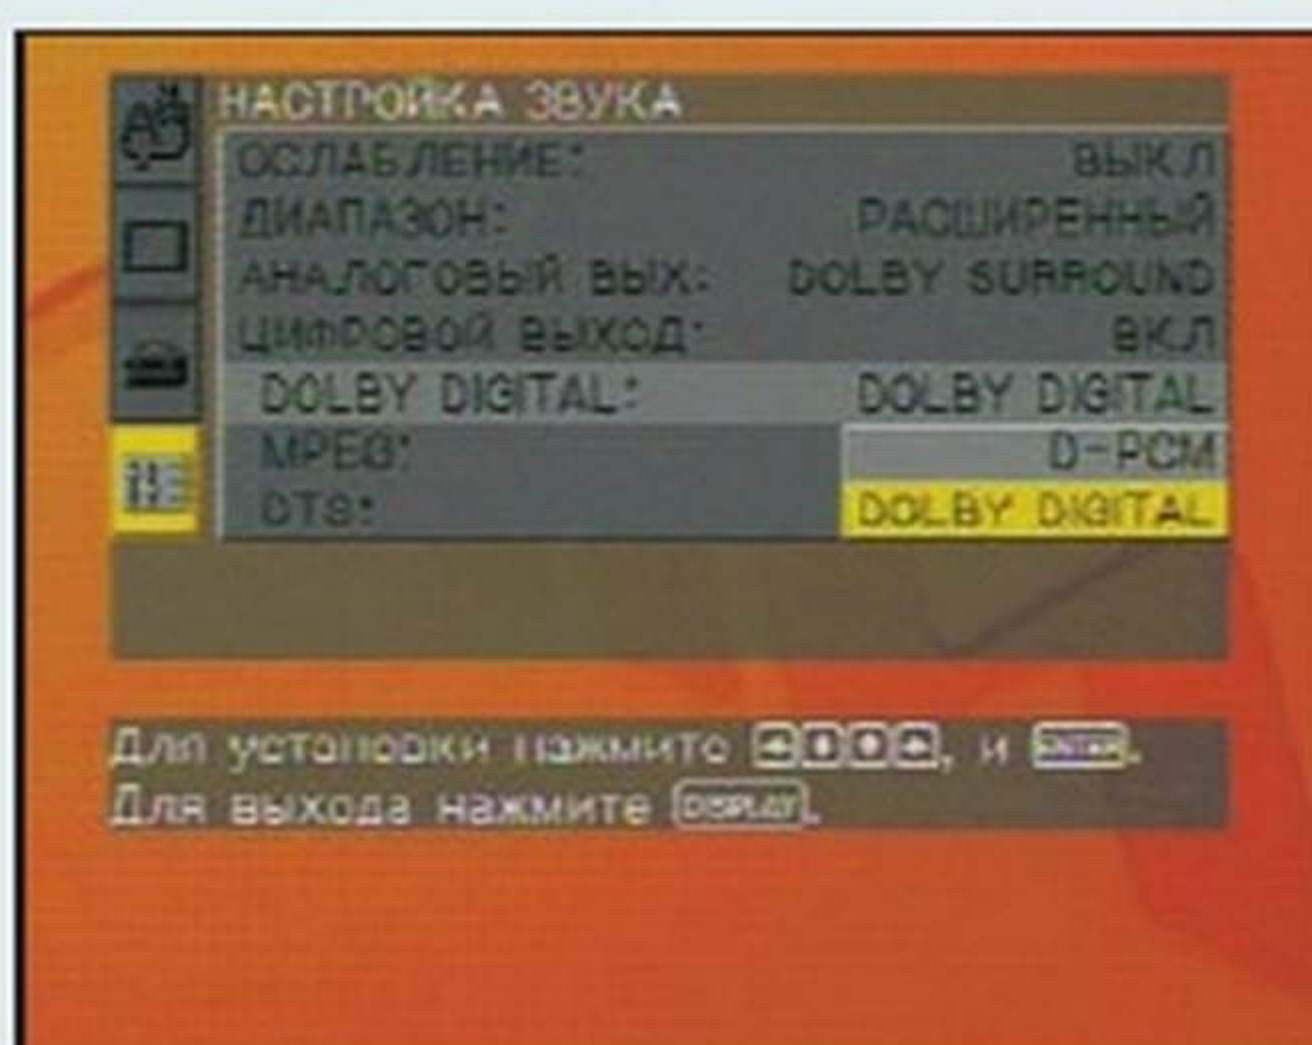 НАСТРОЙКА ЗВУКА
ОСЛАБЛЕНИЕ: ВЫКЛ
ДИАПАЗОН: РАСШИРЕННЫЙ
АНАЛОГОВЫЙ ВЫХ: DOLBY SURROUND
ЦИФРОВОЙ ВЫХОД: ВКЛ
DOLBY DIGITAL: DOLBY DIGITAL
MPEG: D-PCM
DTS: DOLBY DIGITAL
Для установки нажмите , и ENTER.
Для выхода нажмите DISPLAY.